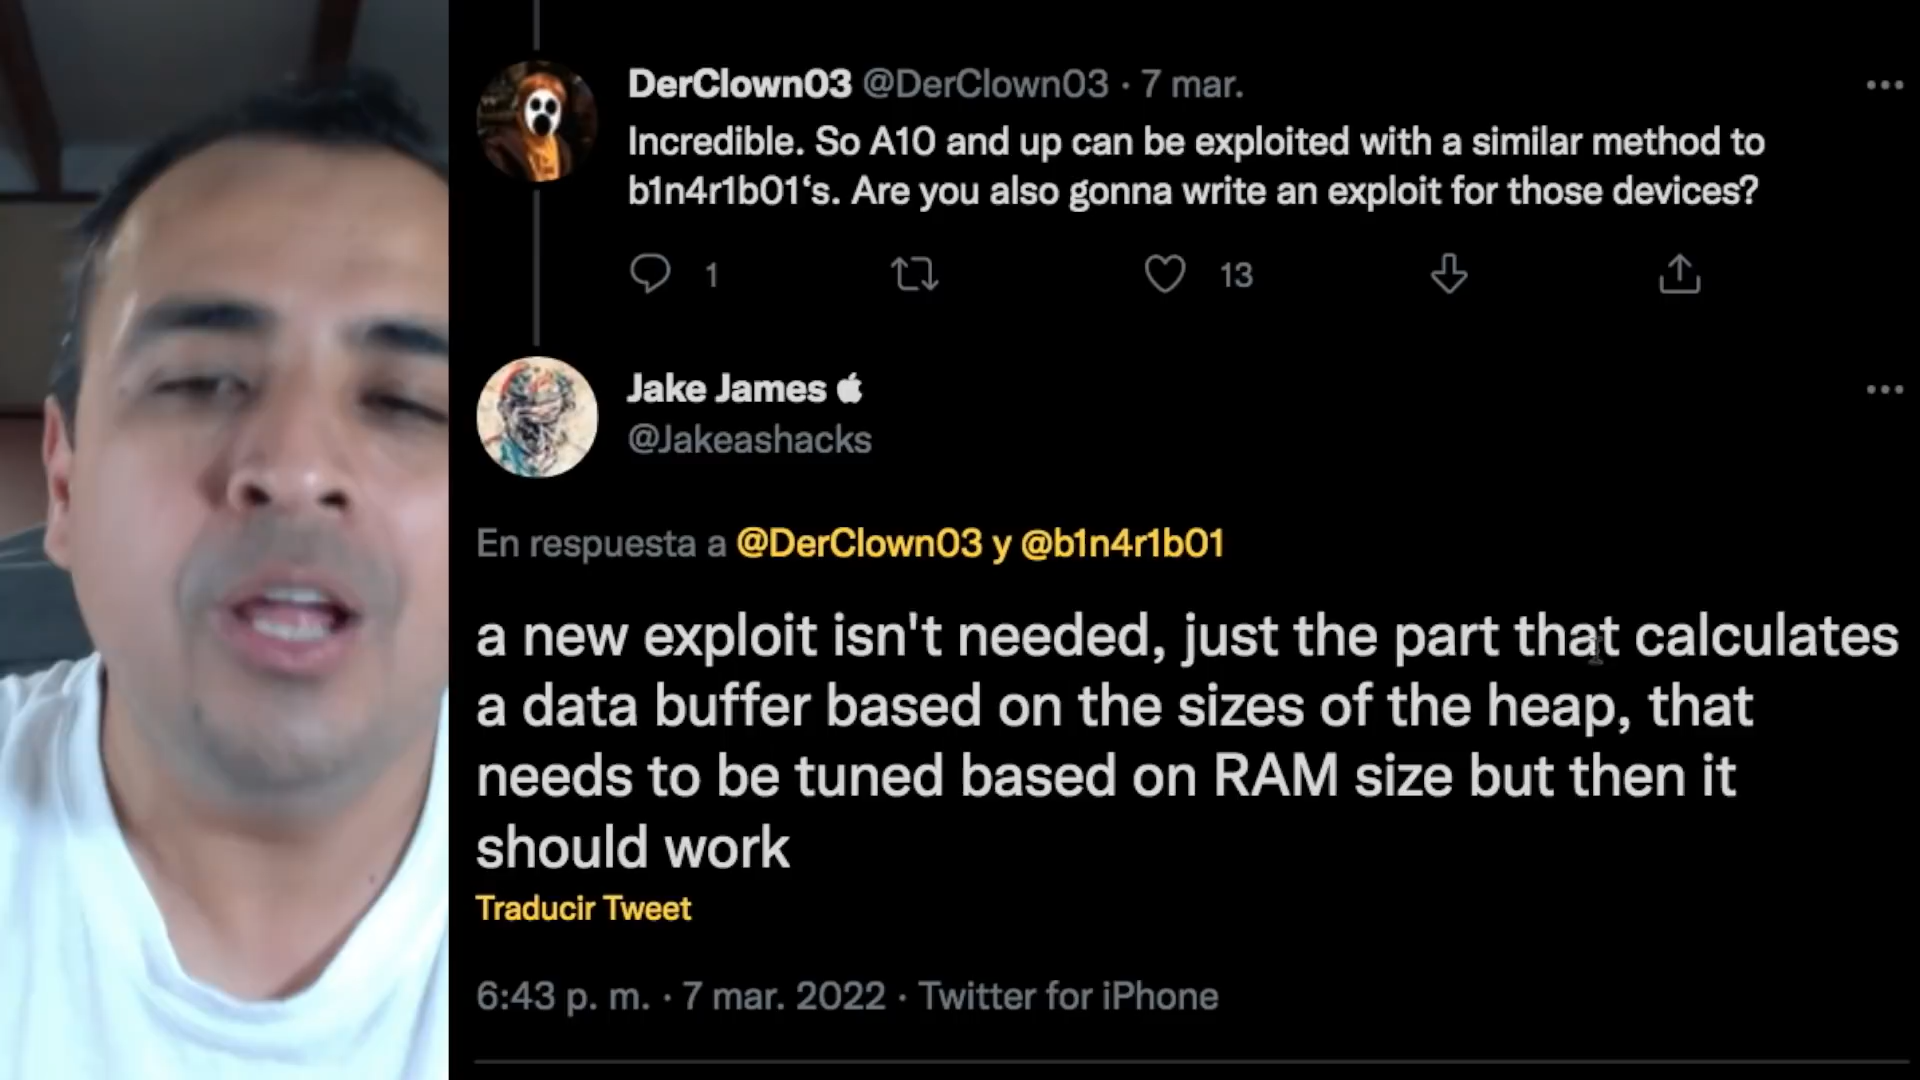 DerClown03 @DerClown03 · 7 mar.
Incredible. So A10 and up can be exploited with a similar method to
b1n4r1b01‘s. Are you also gonna write an exploit for those devices?
1 13
Jake James
@Jakeashacks
En respuesta a @DerClown03 y @b1n4r1b01
a new exploit isn't needed, just the part that calculates
a data buffer based on the sizes of the heap, that
needs to be tuned based on RAM size but then it
should work
Traducir Tweet
6:43 p. m. · 7 mar. 2022 · Twitter for iPhone